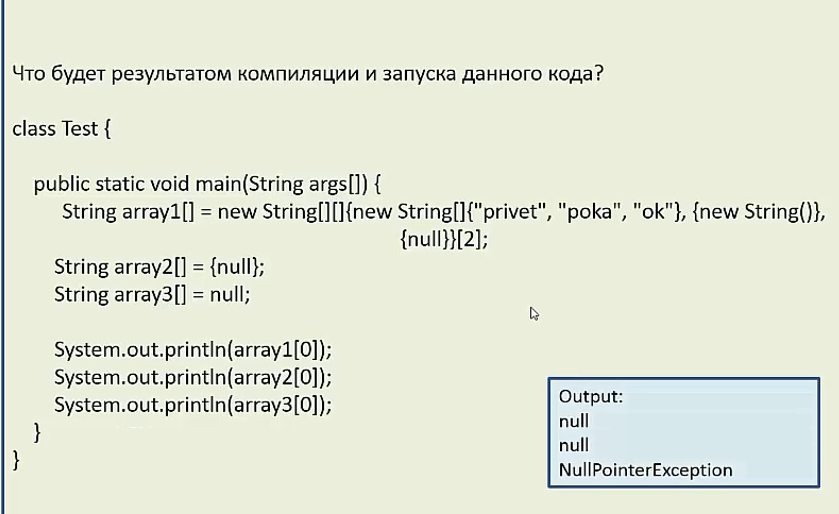 Что будет результатом компиляции и запуска данного кода?
class Test {
public static void main(String args[]) {
String array1[] = new String[][]{new String[]{"privet", "poka", "ok"}, {new String()},
{null}}[2];
String array2[] = {null};
String array3[] = null;
System.out.println(array1[0]);
System.out.println(array2[0]);
System.out.println(array3[0]);
}
}
Output:
null
null
NullPointerException